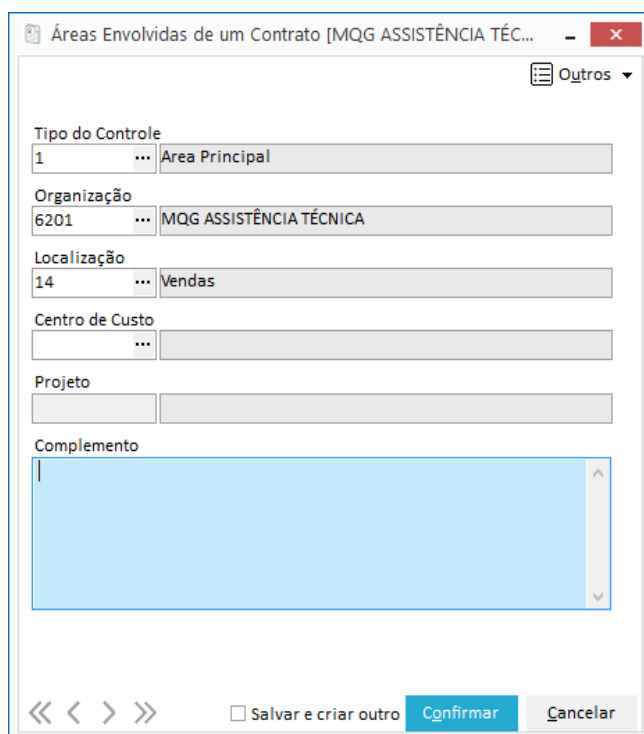 Áreas Envolvidas de um Contrato [MQG ASSISTÊNCIA TÉC...
Outros
Tipo do Controle
1 ... Area Principal
Organização
6201 ... MQG ASSISTÊNCIA TÉCNICA
Localização
14 ... Vendas
Centro de Custo
...
Projeto
Complemento
Salvar e criar outro Confirmar Cancelar